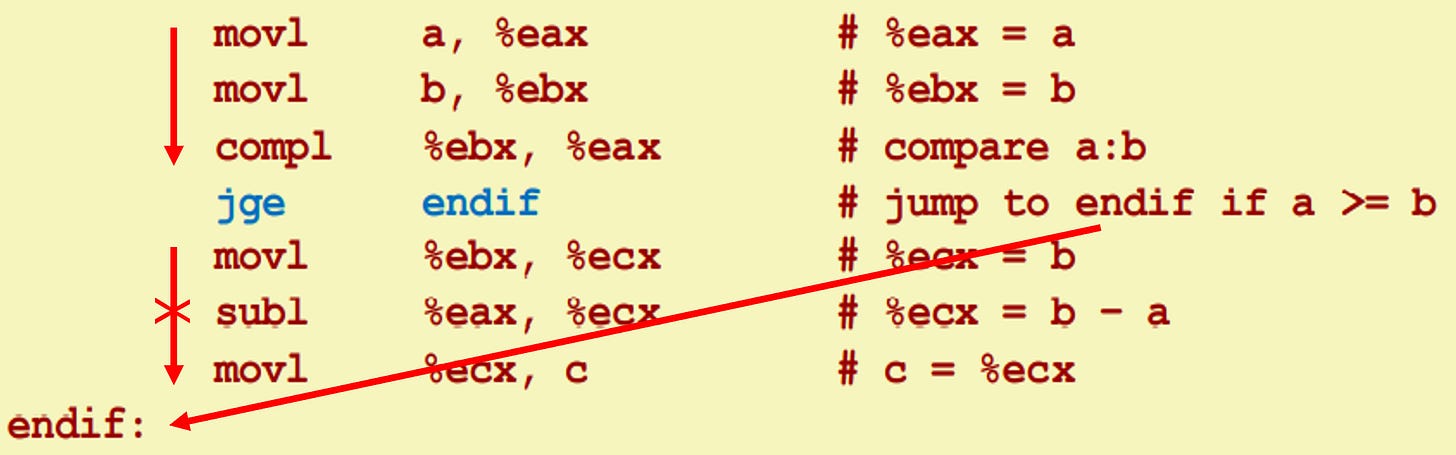 movl a, %eax # %eax = a
movl b, %ebx # %ebx = b
compl %ebx, %eax # compare a:b
jge endif # jump to endif if a >= b
movl %ebx, %ecx # %ecx = b
subl %eax, %ecx # %ecx = b - a
movl %ecx, c # c = %ecx
endif: